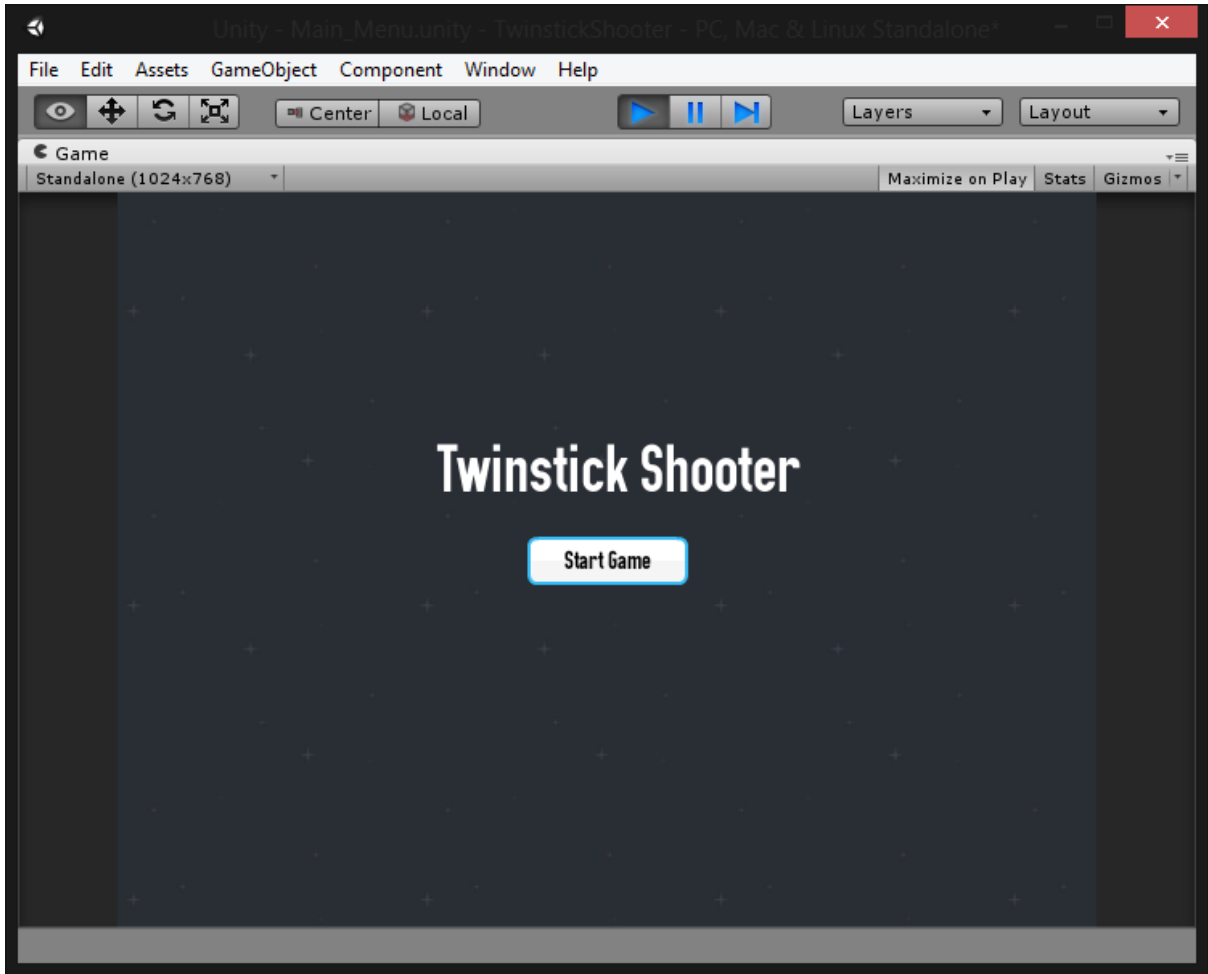 Unity - Main_Menu.unity - TwinstickShooter - PC, Mac & Linux Standalone*
File Edit Assets GameObject Component Window Help
Center Local Layers Layout
Game
Standalone (1024x768) Maximize on Play Stats Gizmos
Twinstick Shooter
Start Game